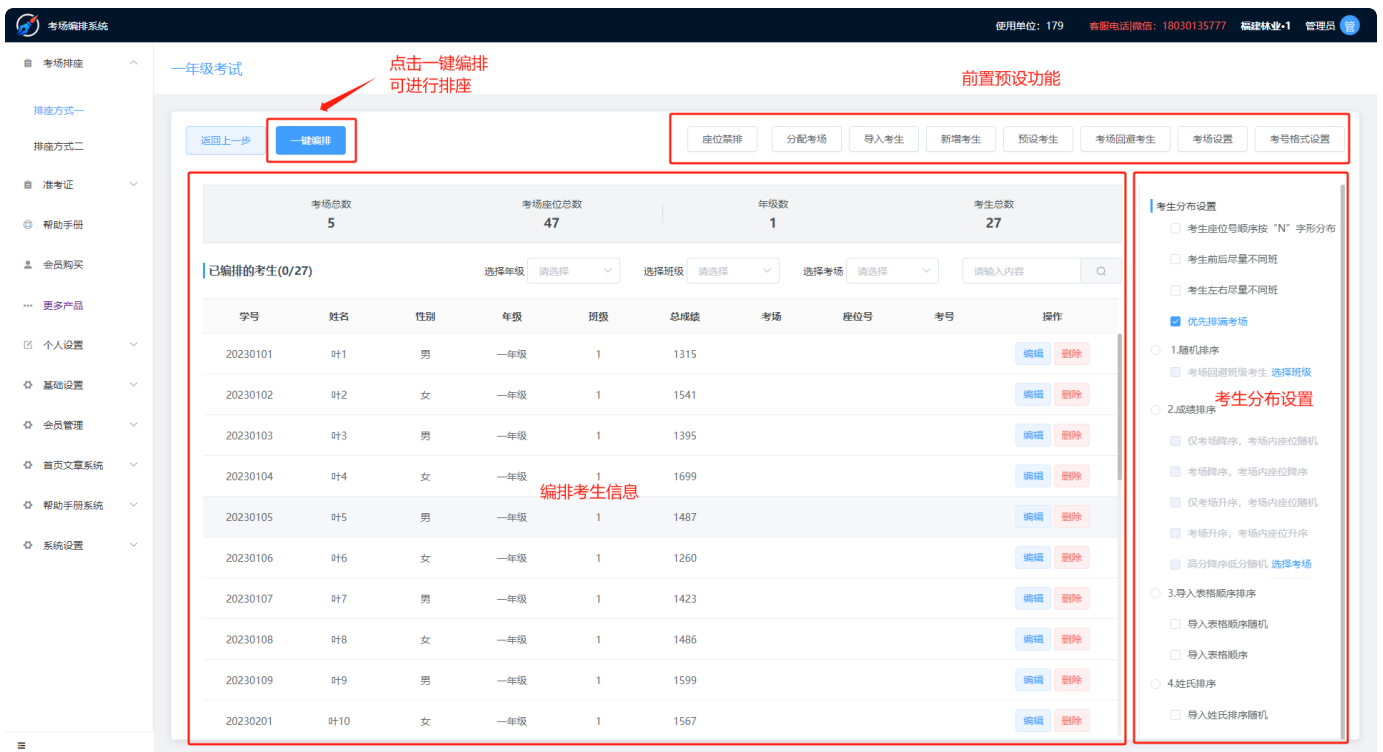 考场编排系统
使用单位：179
客服电话|微信：18030135777
福建林业•1
管理员
管
考场排座
排座方式一
排座方式二
准考证
帮助手册
会员购买
更多产品
个人设置
基础设置
会员管理
首页文章系统
帮助手册系统
系统设置
一年级考试
点击一键编排
可进行排座
前置预设功能
返回上一步
一键编排
座位禁排
分配考场
导入考生
新增考生
预设考生
考场回避考生
考场设置
考号格式设置
考场总数
5
考场座位总数
47
年级数
1
考生总数
27
已编排的考生(0/27)
选择年级 请选择
选择班级 请选择
选择考场 请选择
请输入内容
学号 姓名 性别 年级 班级 总成绩 考场 座位号 考号 操作
20230101 叶1 男 一年级 1 1315 编辑 删除
20230102 叶2 女 一年级 1 1541 编辑 删除
20230103 叶3 男 一年级 1 1395 编辑 删除
20230104 叶4 女 一年级 1 1699 编辑 删除
编排考生信息
20230105 叶5 男 一年级 1 1487 编辑 删除
20230106 叶6 女 一年级 1 1260 编辑 删除
20230107 叶7 男 一年级 1 1423 编辑 删除
20230108 叶8 女 一年级 1 1486 编辑 删除
20230109 叶9 男 一年级 1 1599 编辑 删除
20230201 叶10 女 一年级 1 1567 编辑 删除
考生分布设置
考生座位号顺序按“N”字形分布
考生前后尽量不同班
考生左右尽量不同班
优先排满考场
1.随机排序
考场回避班级考生 选择班级
考生分布设置
2.成绩排序
仅考场降序，考场内座位随机
考场降序，考场内座位降序
仅考场升序，考场内座位随机
考场升序，考场内座位升序
高分降序低分随机 选择考场
3.导入表格顺序排序
导入表格顺序随机
导入表格顺序
4.姓氏排序
导入姓氏排序随机